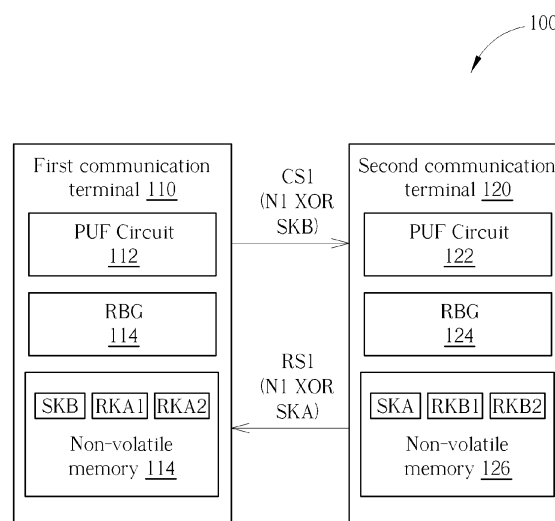 100
First communication
terminal 110
PUF Circuit
112
RBG
114
SKB RKA1 RKA2
Non-volatile
memory 114
CS1
(N1 XOR
SKB)
RS1
(N1 XOR
SKA)
Second communication
terminal 120
PUF Circuit
122
RBG
124
SKA RKB1 RKB2
Non-volatile
memory 126